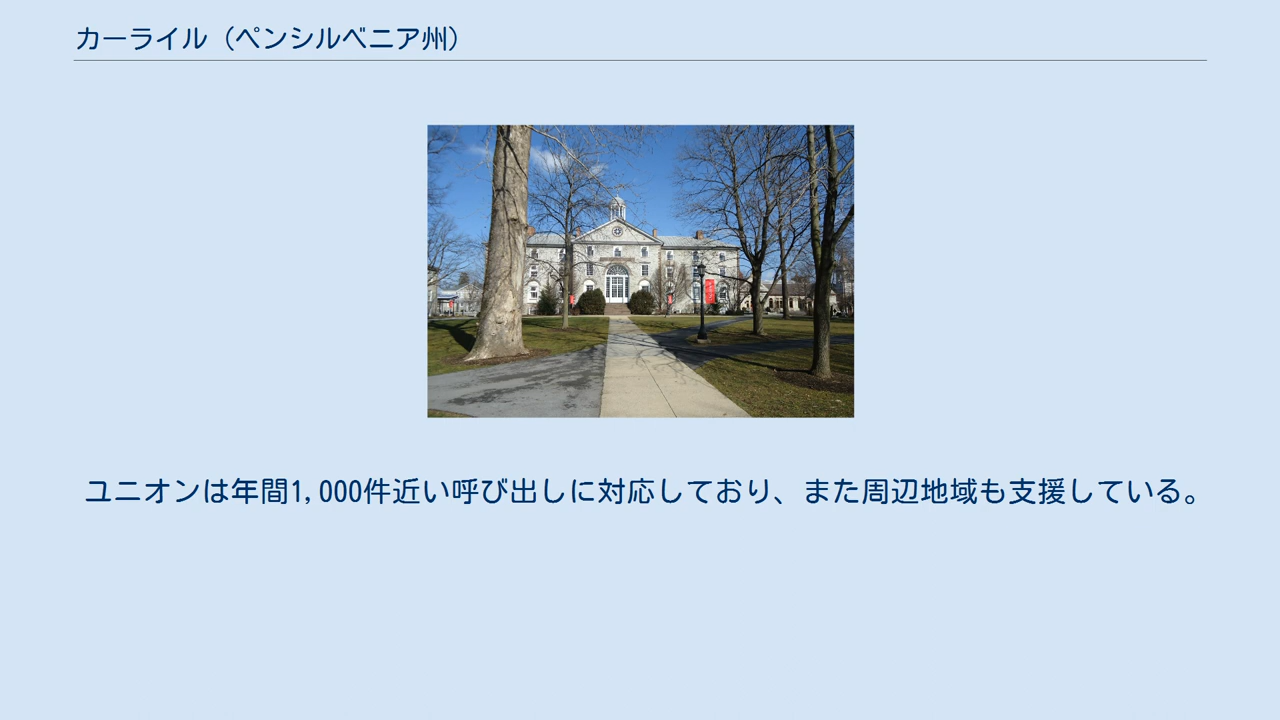 カーライル（ペンシルベニア州）
ユニオンは年間1,000件近い呼び出しに対応しており、また周辺地域も支援している。